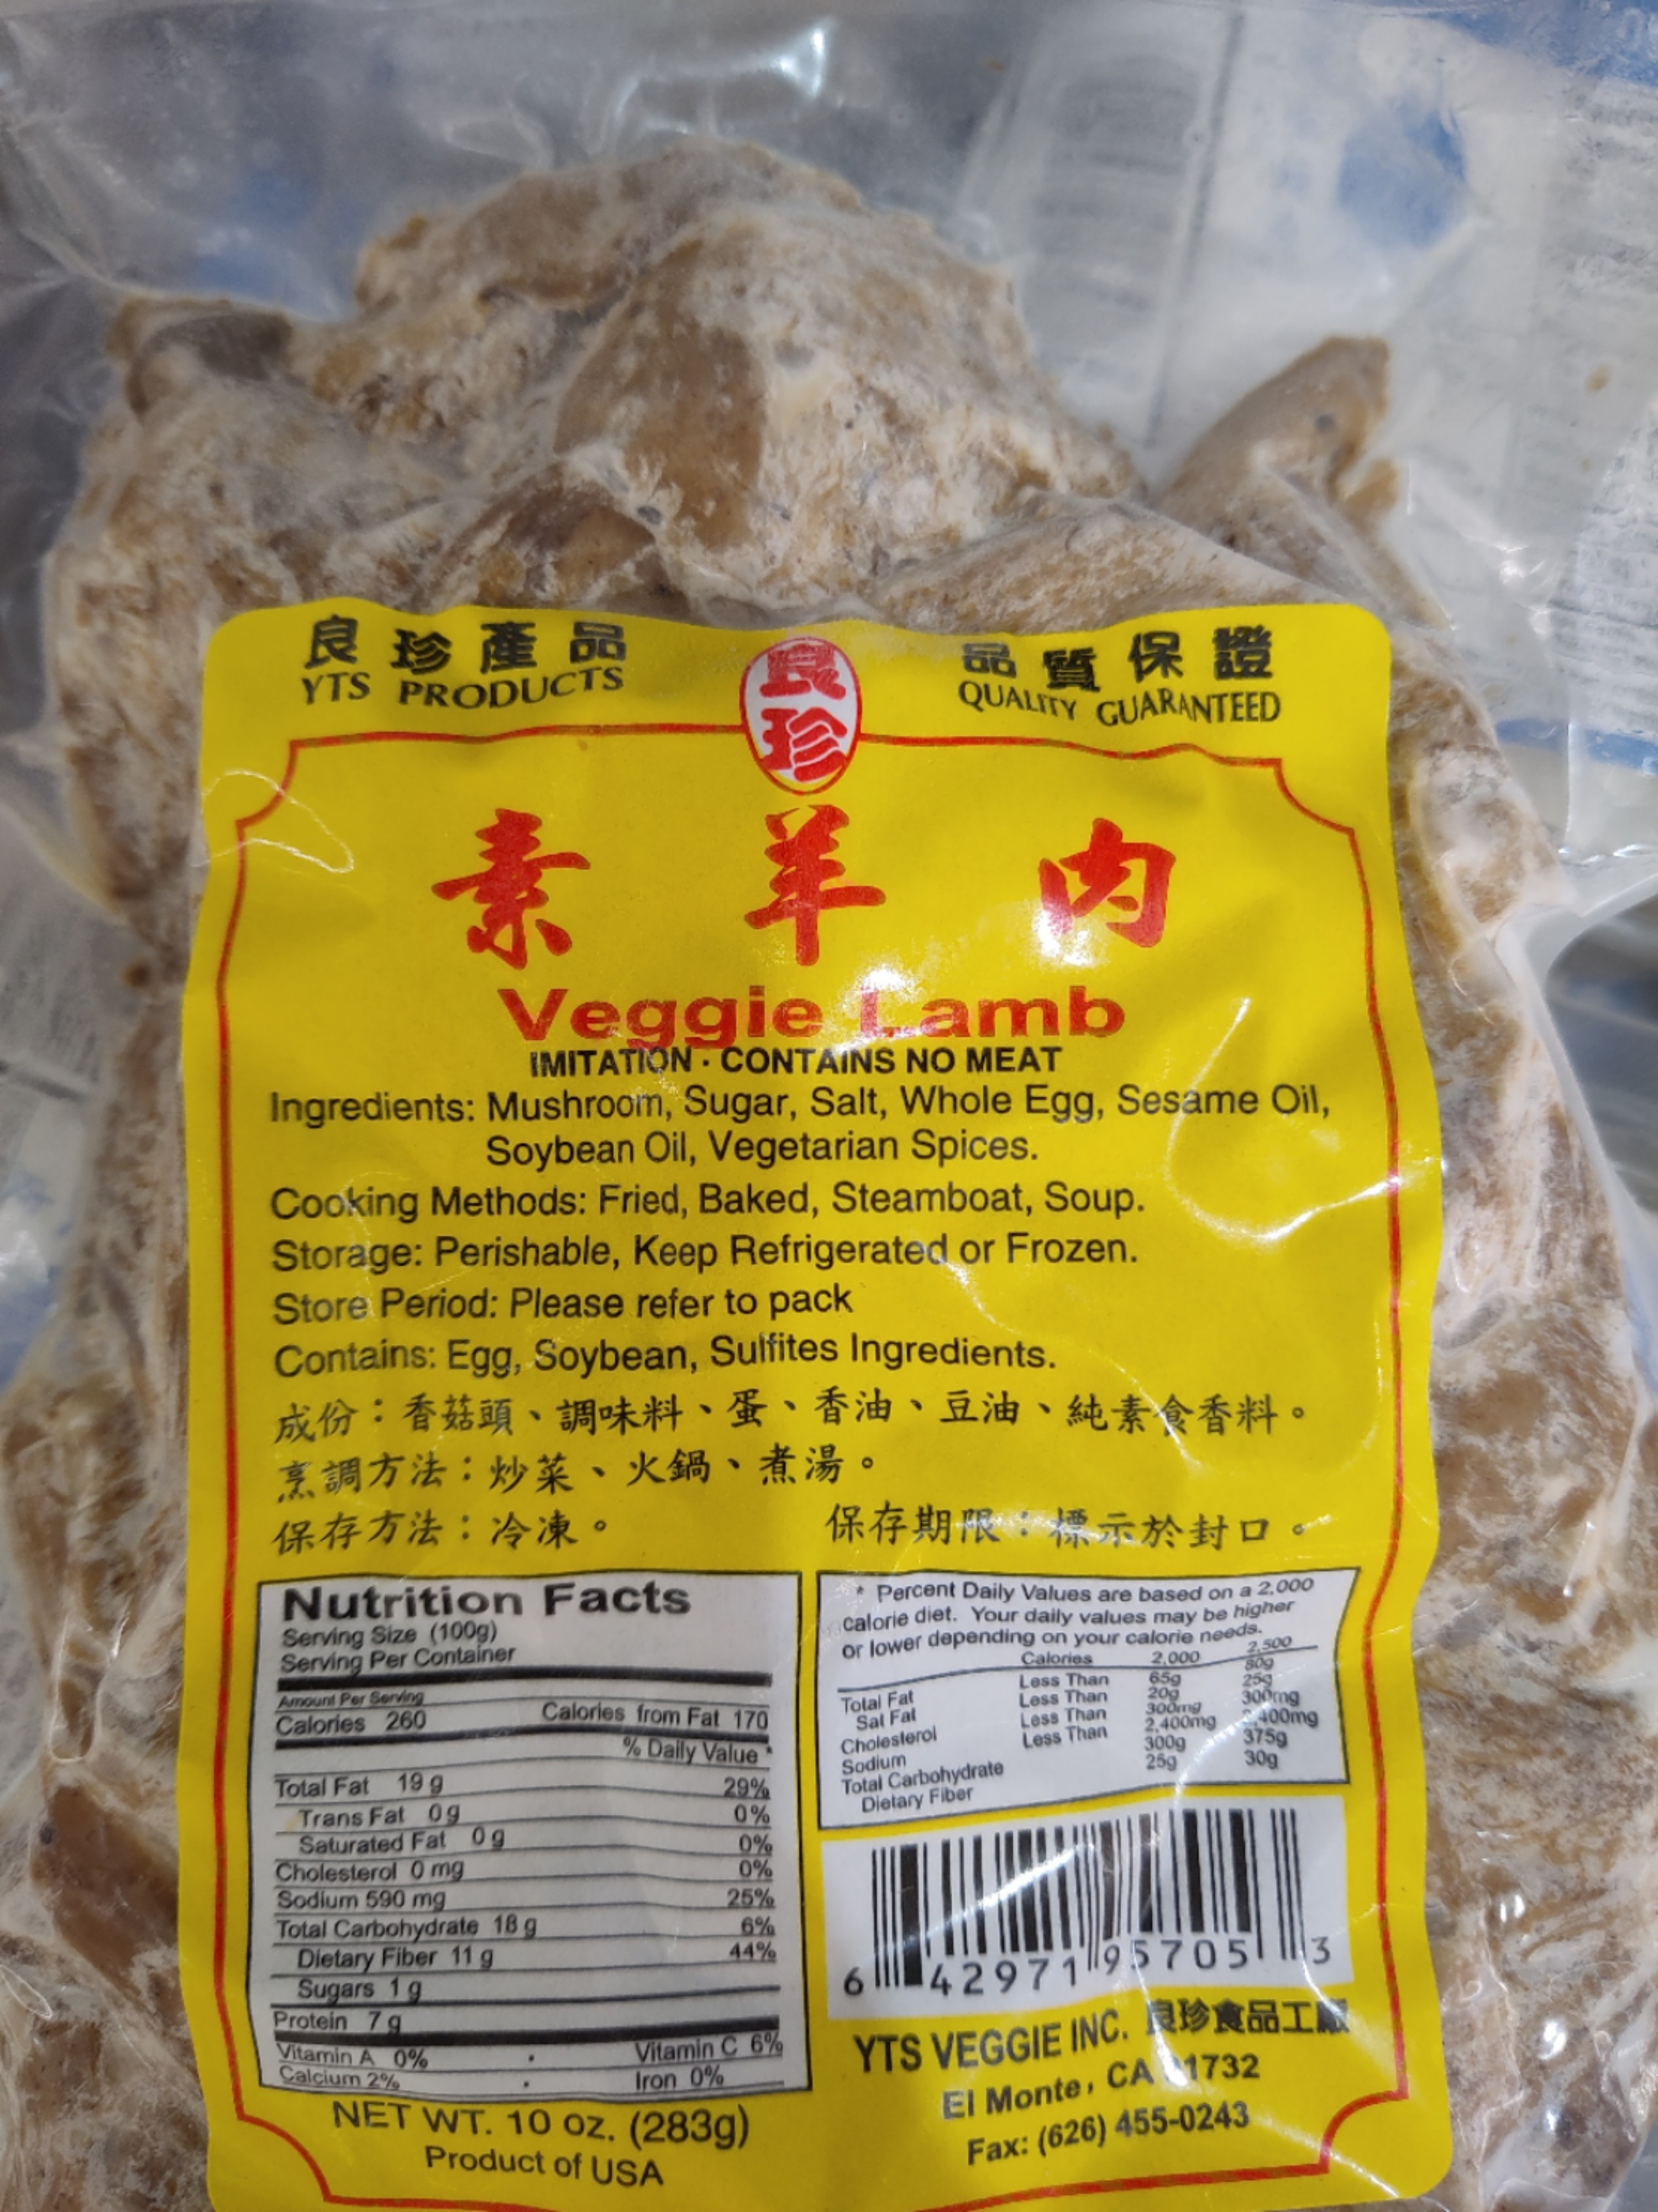 良珍產品
YTS PRODUCTS
良珍
品質保證
QUALITY GUARANTEED
素羊肉
Veggie Lamb
IMITATION · CONTAINS NO MEAT
Ingredients: Mushroom, Sugar, Salt, Whole Egg, Sesame Oil,
Soybean Oil, Vegetarian Spices.
Cooking Methods: Fried, Baked, Steamboat, Soup.
Storage: Perishable, Keep Refrigerated or Frozen.
Store Period: Please refer to pack
Contains: Egg, Soybean, Sulfites Ingredients.
成份：香菇頭、調味料、蛋、香油、豆油、純素食香料。
烹調方法：炒菜、火鍋、煮湯。
保存方法：冷凍。 保存期限：標示於封口。
Nutrition Facts
Serving Size (100g)
Serving Per Container
Amount Per Serving
Calories 260 Calories from Fat 170
% Daily Value *
Total Fat 19 g 29%
Trans Fat 0 g 0%
Saturated Fat 0 g 0%
Cholesterol 0 mg 0%
Sodium 590 mg 25%
Total Carbohydrate 18 g 6%
Dietary Fiber 11 g 44%
Sugars 1 g
Protein 7 g
Vitamin A 0% · Vitamin C 6%
Calcium 2% · Iron 0%
NET WT. 10 oz. (283g)
Product of USA
* Percent Daily Values are based on a 2,000
calorie diet. Your daily values may be higher
or lower depending on your calorie needs.
Calories 2,000 2,500
Total Fat Less Than 65g 80g
Sat Fat Less Than 20g 25g
Cholesterol Less Than 300mg 300mg
Sodium Less Than 2,400mg 2,400mg
Total Carbohydrate 300g 375g
Dietary Fiber 25g 30g
6 42971 95705 3
YTS VEGGIE INC. 良珍食品工廠
El Monte, CA 91732
Fax: (626) 455-0243